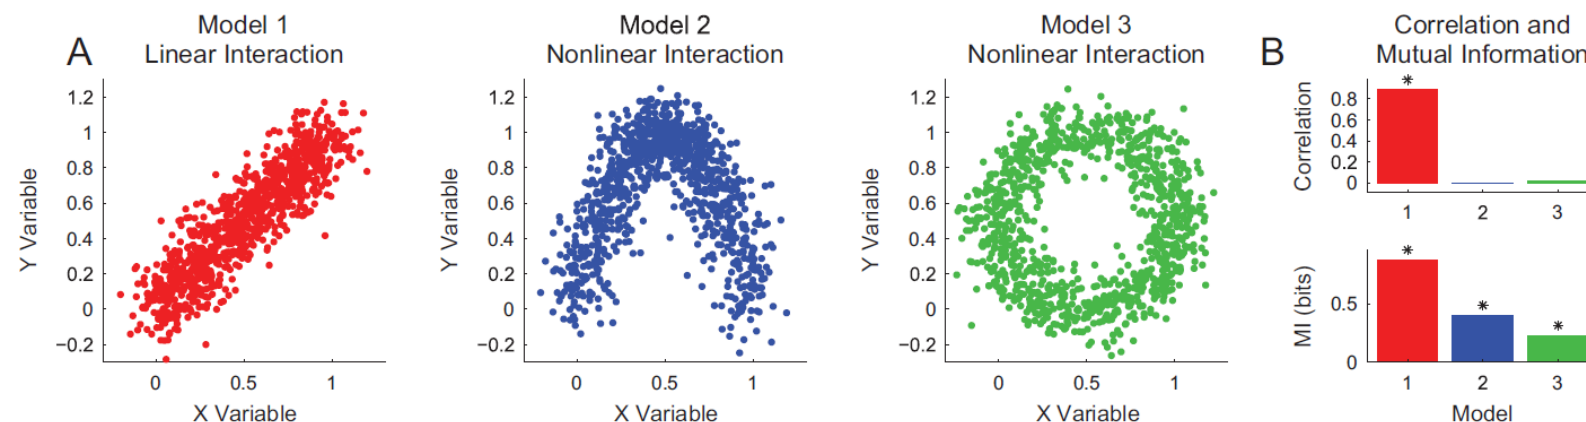 A
Model 1
Linear Interaction
Y Variable
1.2
1
0.8
0.6
0.4
0.2
0
−0.2
0 0.5 1
X Variable
Model 2
Nonlinear Interaction
Y Variable
1.2
1
0.8
0.6
0.4
0.2
0
−0.2
0 0.5 1
X Variable
Model 3
Nonlinear Interaction
Y Variable
1.2
1
0.8
0.6
0.4
0.2
0
−0.2
0 0.5 1
X Variable
B
Correlation and
Mutual Information
Correlation
0.8
0.6
0.4
0.2
0
*
1 2 3
MI (bits)
0.5
0
* * *
1 2 3
Model